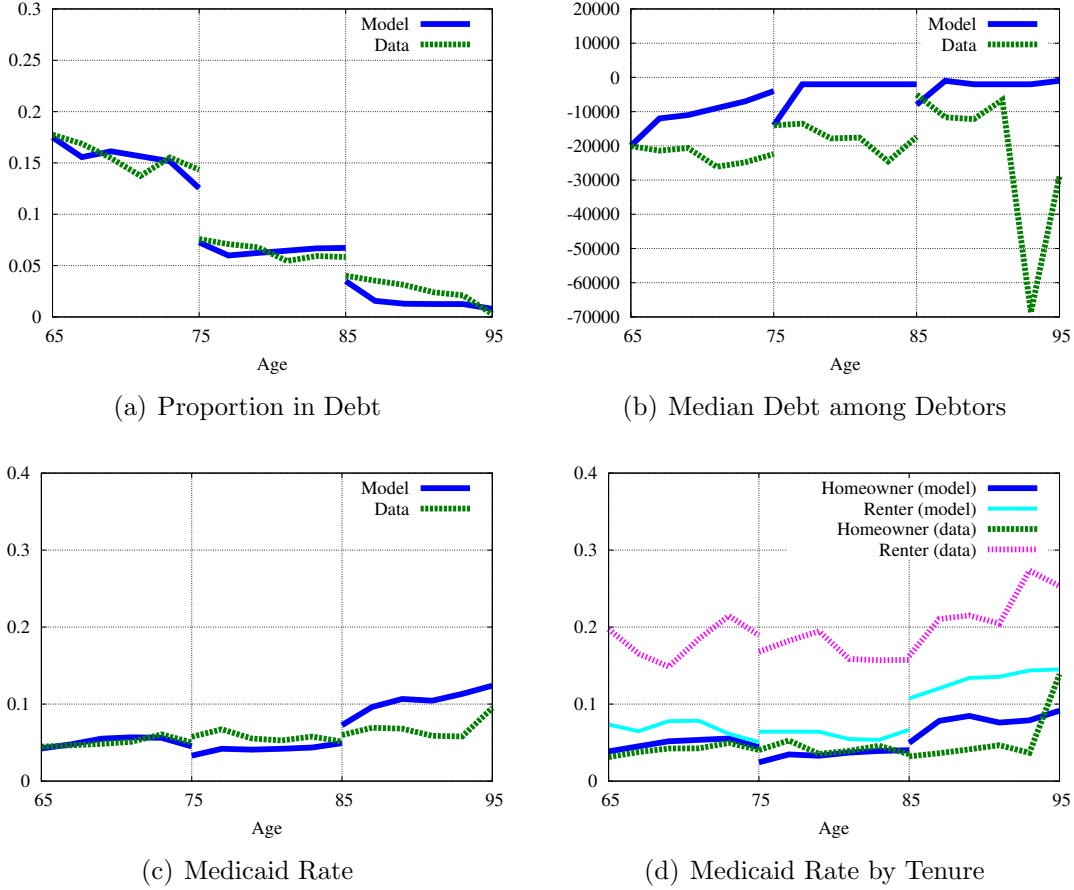 0.3
0.25
0.2
0.15
0.1
0.05
0
65 75 85 95
Age
Model
Data
(a) Proportion in Debt
20000
10000
0
-10000
-20000
-30000
-40000
-50000
-60000
-70000
65 75 85 95
Age
Model
Data
(b) Median Debt among Debtors
0.4
0.3
0.2
0.1
0
65 75 85 95
Age
Model
Data
(c) Medicaid Rate
0.4
0.3
0.2
0.1
0
65 75 85 95
Age
Homeowner (model)
Renter (model)
Homeowner (data)
Renter (data)
(d) Medicaid Rate by Tenure